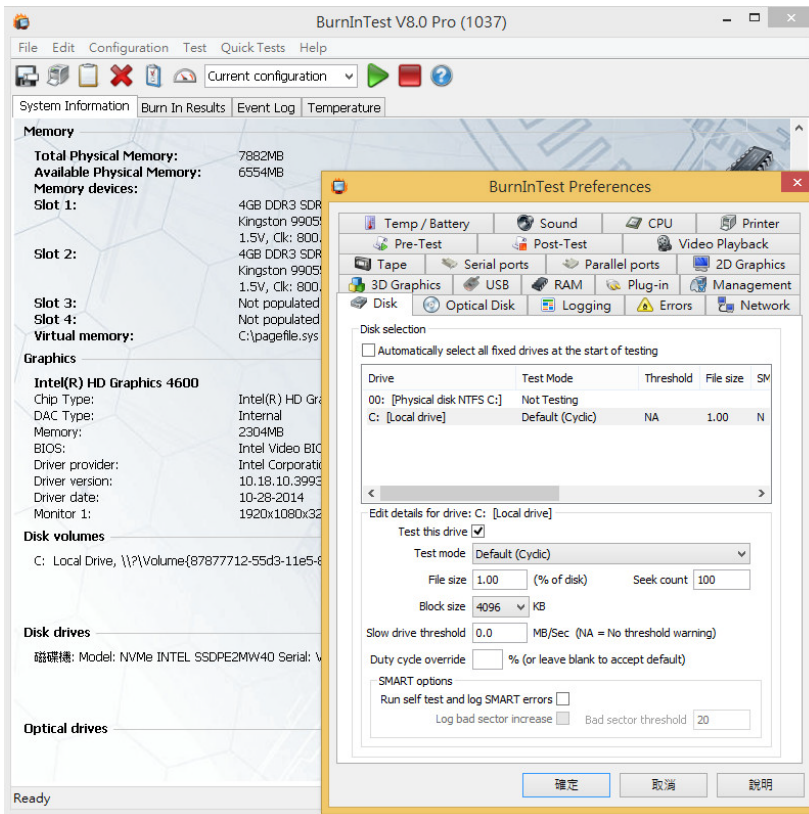 BurnInTest V8.0 Pro (1037)
File Edit Configuration Test Quick Tests Help
Current configuration
System Information Burn In Results Event Log Temperature
Memory
Total Physical Memory: 7882MB
Available Physical Memory: 6554MB
Memory devices:
Slot 1: 4GB DDR3 SDR
Kingston 9905
1.5V, Clk: 800.
Slot 2: 4GB DDR3 SDR
Kingston 9905
1.5V, Clk: 800.
Slot 3: Not populated
Slot 4: Not populated
Virtual memory: C:\pagefile.sys
Graphics
Intel(R) HD Graphics 4600
Chip Type: Intel(R) HD Gra
DAC Type: Internal
Memory: 2304MB
BIOS: Intel Video BIO
Driver provider: Intel Corporati
Driver version: 10.18.10.3993
Driver date: 10-28-2014
Monitor 1: 1920x1080x32
Disk volumes
C: Local Drive, \\?\Volume{87877712-55d3-11e5-8
Disk drives
磁碟機: Model: NVMe INTEL SSDPE2MW40 Serial:
Optical drives
Ready
BurnInTest Preferences
Temp / Battery Sound CPU Printer
Pre-Test Post-Test Video Playback
Tape Serial ports Parallel ports 2D Graphics
3D Graphics USB RAM Plug-in Management
Disk Optical Disk Logging Errors Network
Disk selection
Automatically select all fixed drives at the start of testing
Drive Test Mode Threshold File size SM
00: [Physical disk NTFS C:] Not Testing
C: [Local drive] Default (Cyclic) NA 1.00 N
Edit details for drive: C: [Local drive]
Test this drive
Test mode Default (Cyclic)
File size 1.00 (% of disk) Seek count 100
Block size 4096 KB
Slow drive threshold 0.0 MB/Sec (NA = No threshold warning)
Duty cycle override % (or leave blank to accept default)
SMART options
Run self test and log SMART errors
Log bad sector increase Bad sector threshold 20
確定 取消 說明